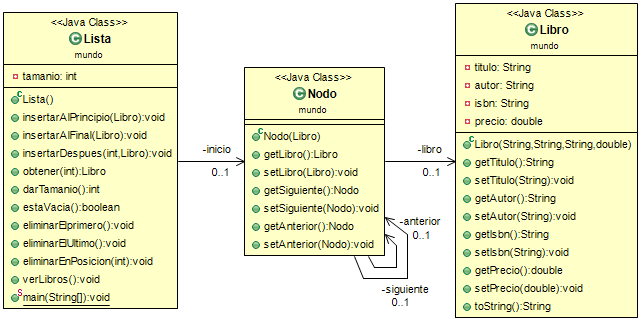 <<Java Class>>
Lista
mundo
tamanio: int
Lista()
insertarAlPrincipio(Libro):void
insertarAlFinal(Libro):void
insertarDespues(int,Libro):void
obtener(int):Libro
darTamanio():int
estaVacia():boolean
eliminarElprimero():void
eliminarElUltimo():void
eliminarEnPosicion(int):void
verLibros():void
main(String[]):void
-inicio
0..1
<<Java Class>>
Nodo
mundo
Nodo(Libro)
getLibro():Libro
setLibro(Libro):void
getSiguiente():Nodo
setSiguiente(Nodo):void
getAnterior():Nodo
setAnterior(Nodo):void
-anterior
0..1
-siguiente
0..1
-libro
0..1
<<Java Class>>
Libro
mundo
titulo: String
autor: String
isbn: String
precio: double
Libro(String,String,String,double)
getTitulo():String
setTitulo(String):void
getAutor():String
setAutor(String):void
getIsbn():String
setIsbn(String):void
getPrecio():double
setPrecio(double):void
toString():String